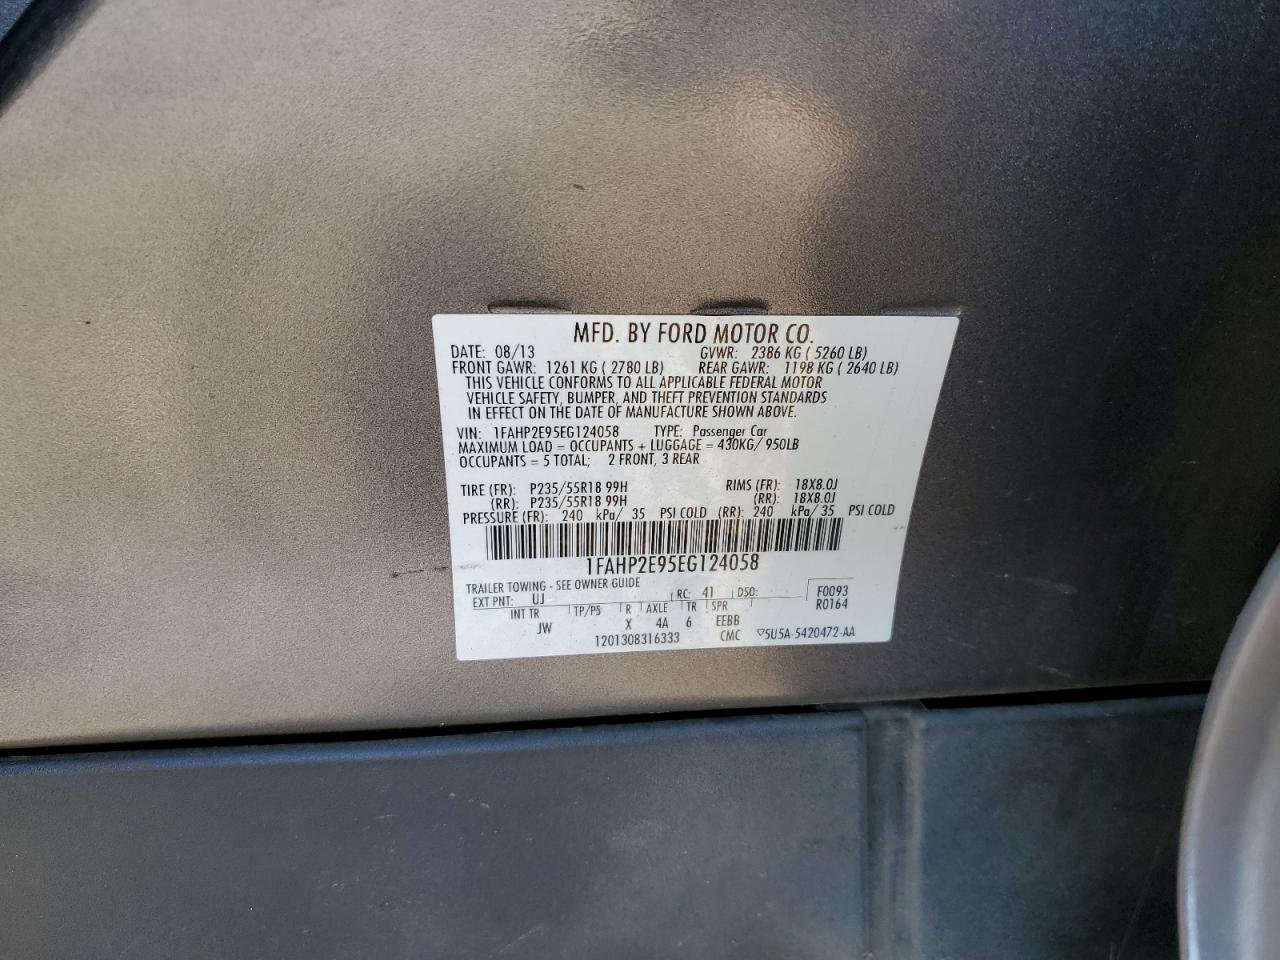 MFD. BY FORD MOTOR CO.
DATE: 08/13 GVWR: 2386 KG ( 5260 LB)
FRONT GAWR: 1261 KG ( 2780 LB) REAR GAWR: 1198 KG ( 2640 LB)
THIS VEHICLE CONFORMS TO ALL APPLICABLE FEDERAL MOTOR
VEHICLE SAFETY, BUMPER, AND THEFT PREVENTION STANDARDS
IN EFFECT ON THE DATE OF MANUFACTURE SHOWN ABOVE.
VIN: 1FAHP2E95EG124058 TYPE: Passenger Car
MAXIMUM LOAD = OCCUPANTS + LUGGAGE = 430KG/ 950LB
OCCUPANTS = 5 TOTAL; 2 FRONT, 3 REAR
TIRE (FR): P235/55R18 99H RIMS (FR): 18X8.0J
(RR): P235/55R18 99H (RR): 18X8.0J
PRESSURE (FR): 240 kPa/ 35 PSI COLD (RR): 240 kPa/ 35 PSI COLD
1FAHP2E95EG124058
TRAILER TOWING - SEE OWNER GUIDE
EXT PNT: UJ RC: 41 DSO: F0093
INT TR TP/PS R AXLE TR SPR R0164
JW X 4A 6 EEBB
1201308316333 CMC ▽5U5A-5420472-AA